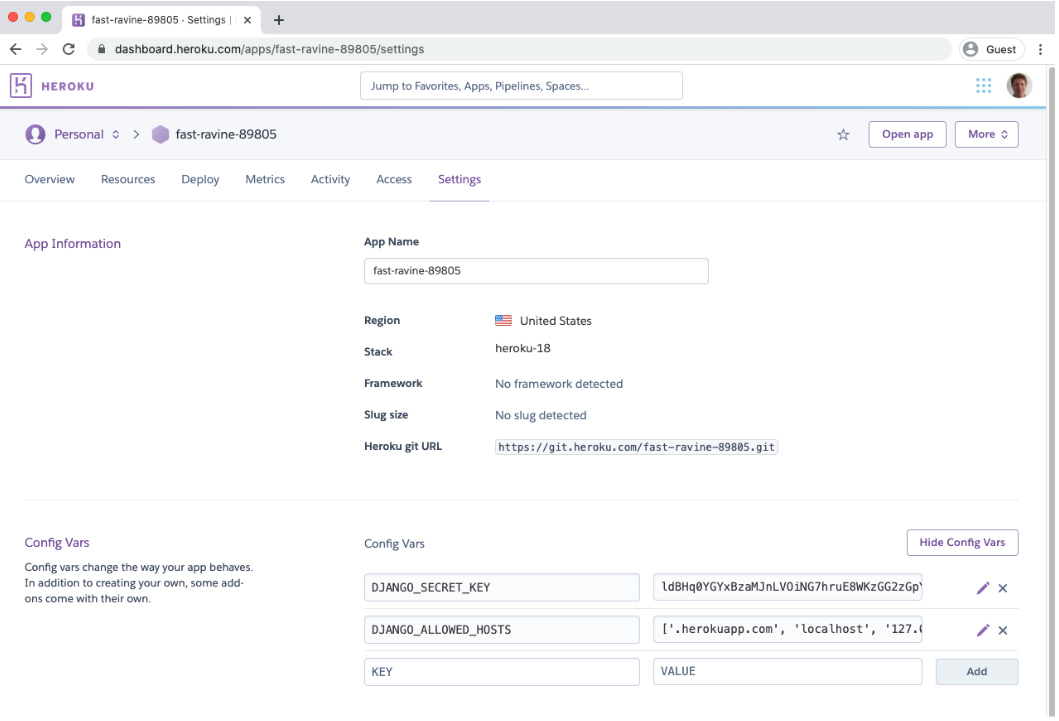 fast-ravine-89805 · Settings |
dashboard.heroku.com/apps/fast-ravine-89805/settings
Guest
HEROKU
Jump to Favorites, Apps, Pipelines, Spaces...
Personal
fast-ravine-89805
Open app
More
Overview Resources Deploy Metrics Activity Access Settings
App Information
App Name
fast-ravine-89805
Region United States
Stack heroku-18
Framework No framework detected
Slug size No slug detected
Heroku git URL https://git.heroku.com/fast-ravine-89805.git
Config Vars
Config vars change the way your app behaves.
In addition to creating your own, some add-
ons come with their own.
Config Vars
Hide Config Vars
DJANGO_SECRET_KEY ldBHq0YGYxBzaMJnLVOiNG7hruE8WKzGG2zGpY
DJANGO_ALLOWED_HOSTS ['.herokuapp.com', 'localhost', '127.0
KEY VALUE Add